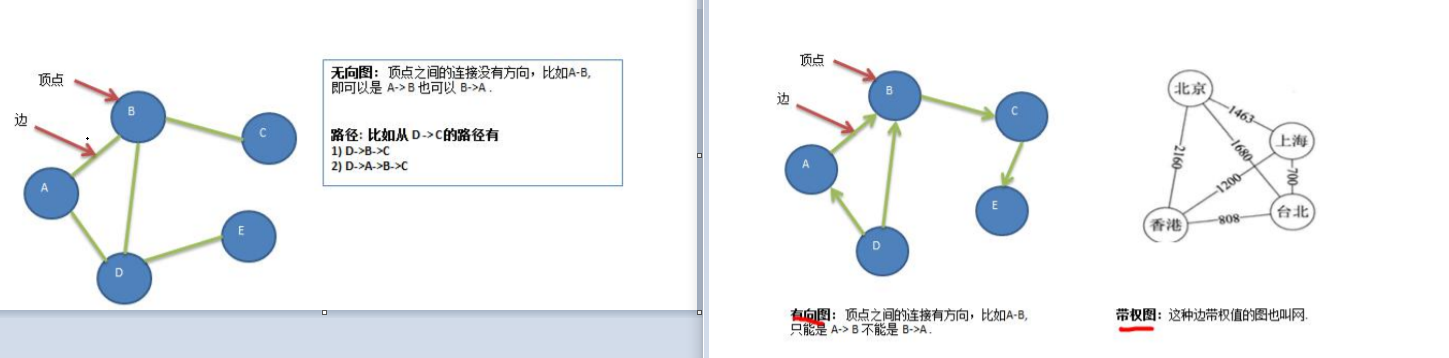 顶点
边
B
C
A
E
D
无向图： 顶点之间的连接没有方向，比如A-B,
即可以是 A-> B 也可以 B->A .
路径: 比如从 D ->C的路径有
1) D->B->C
2) D->A->B->C
顶点
边
B
C
A
E
D
有向图： 顶点之间的连接有方向，比如A-B,
只能是 A-> B 不能是 B->A .
北京
1463
上海
2160
1680
700
1200
香港
808
台北
带权图： 这种边带权值的图也叫网.